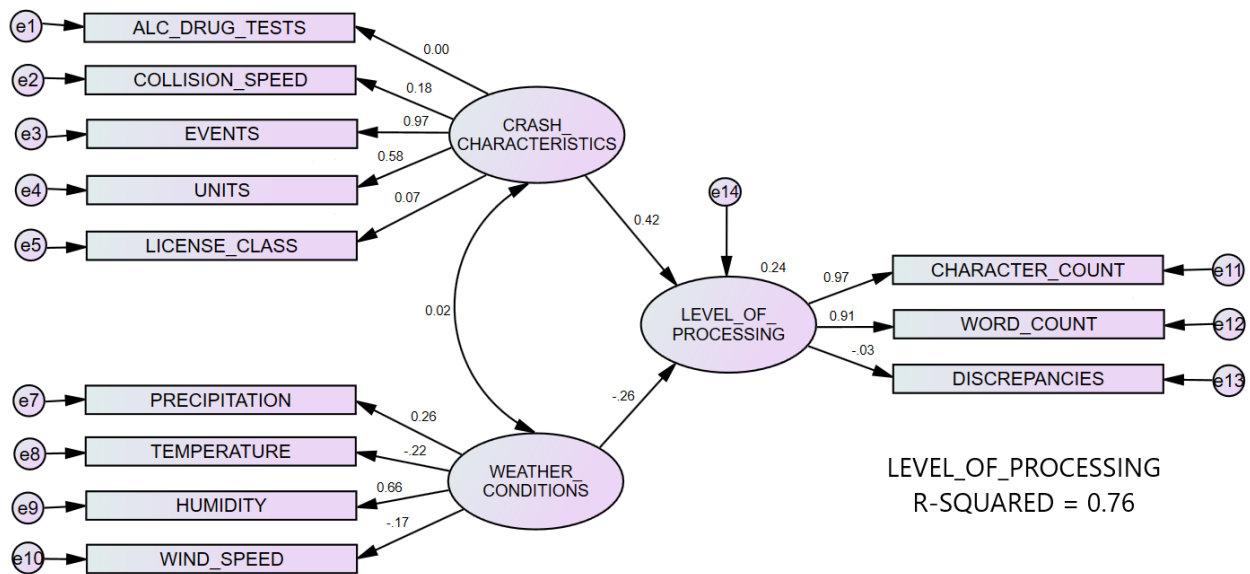 e1
ALC_DRUG_TESTS
0.00
e2
COLLISION_SPEED
0.18
e3
EVENTS
0.97
e4
UNITS
0.58
e5
LICENSE_CLASS
0.07
CRASH_
CHARACTERISTICS
0.42
e14
0.24
LEVEL_OF_
PROCESSING
0.97
CHARACTER_COUNT
e11
0.91
WORD_COUNT
e12
-.03
DISCREPANCIES
e13
0.02
-.26
e7
PRECIPITATION
0.26
e8
TEMPERATURE
-.22
e9
HUMIDITY
0.66
e10
WIND_SPEED
-.17
WEATHER_
CONDITIONS
LEVEL_OF_PROCESSING
R-SQUARED = 0.76